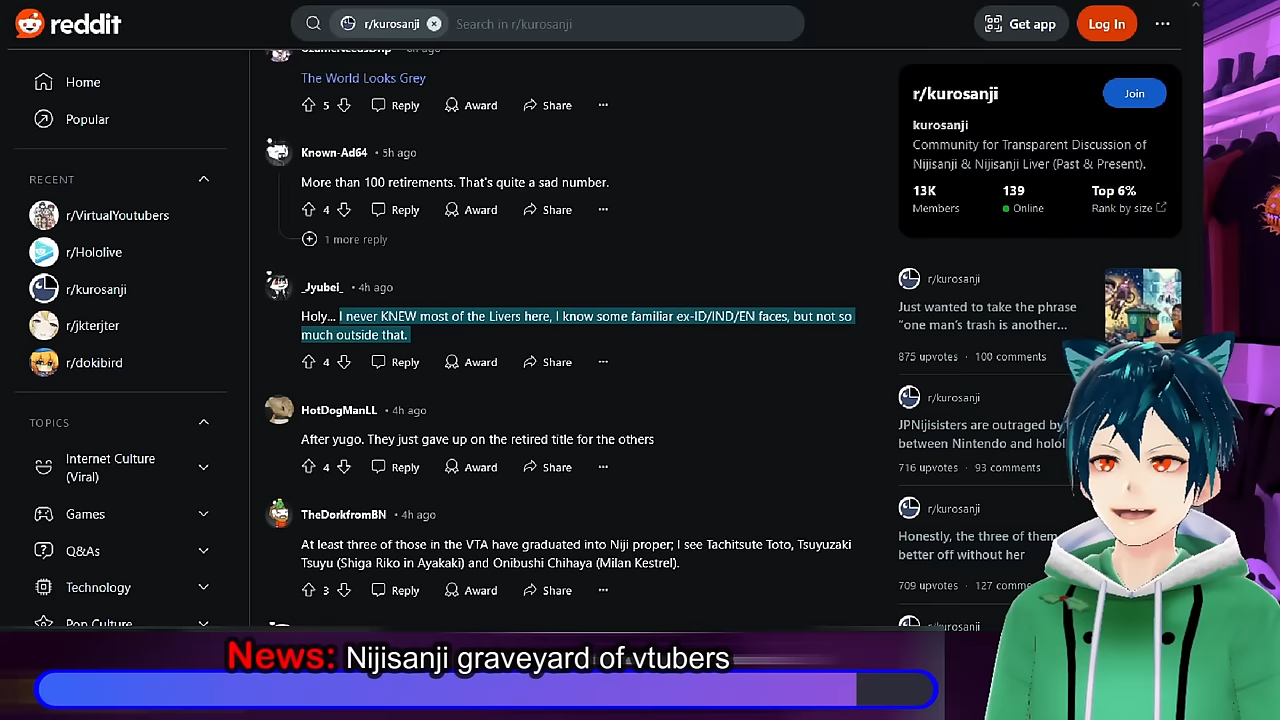 reddit
r/kurosanji
Search in r/kurosanji
Get app
Log In
Home
Popular
RECENT
r/VirtualYoutubers
r/Hololive
r/kurosanji
r/jkterjter
r/dokibird
TOPICS
Internet Culture
(Viral)
Games
Q&As
Technology
Pop Culture
The World Looks Grey
5
Reply
Award
Share
Known-Ad64 • 5h ago
More than 100 retirements. That's quite a sad number.
4
Reply
Award
Share
1 more reply
_Jyubei_ • 4h ago
Holy... I never KNEW most of the Livers here, I know some familiar ex-ID/IND/EN faces, but not so
much outside that.
4
Reply
Award
Share
HotDogManLL • 4h ago
After yugo. They just gave up on the retired title for the others
4
Reply
Award
Share
TheDorkfromBN • 4h ago
At least three of those in the VTA have graduated into Niji proper; I see Tachitsute Toto, Tsuyuzaki
Tsuyu (Shiga Riko in Ayakaki) and Onibushi Chihaya (Milan Kestrel).
3
Reply
Award
Share
r/kurosanji
Join
kurosanji
Community for Transparent Discussion of
Nijisanji & Nijisanji Liver (Past & Present).
13K
139
Top 6%
Members
Online
Rank by size
r/kurosanji
Just wanted to take the phrase
“one man’s trash is another...
875 upvotes · 100 comments
r/kurosanji
JPNijisisters are outraged by
between Nintendo and holol
716 upvotes · 93 comments
r/kurosanji
Honestly, the three of them
better off without her
709 upvotes · 127 comme
r/kurosanji
News: Nijisanji graveyard of vtubers